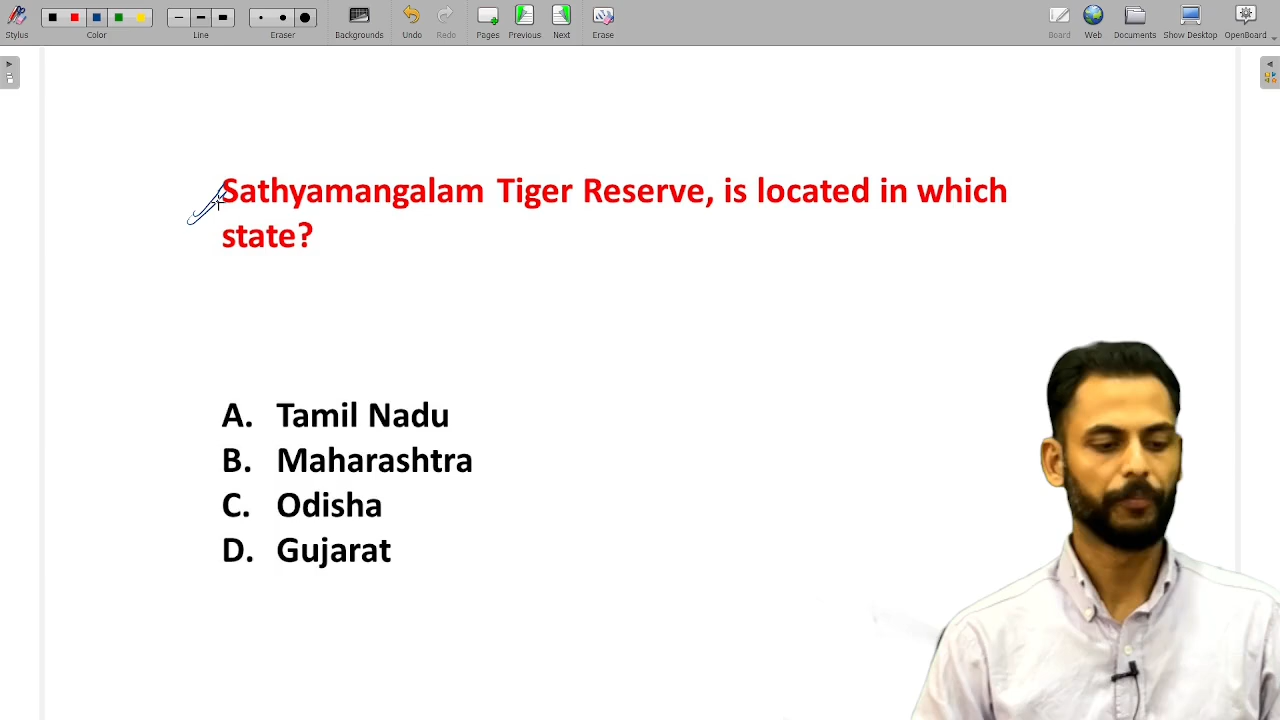 Stylus
Color
Line
Eraser
Backgrounds
Undo
Redo
Pages
Previous
Next
Erase
Board
Web
Documents
Show Desktop
OpenBoard
Sathyamangalam Tiger Reserve, is located in which
state?
A. Tamil Nadu
B. Maharashtra
C. Odisha
D. Gujarat